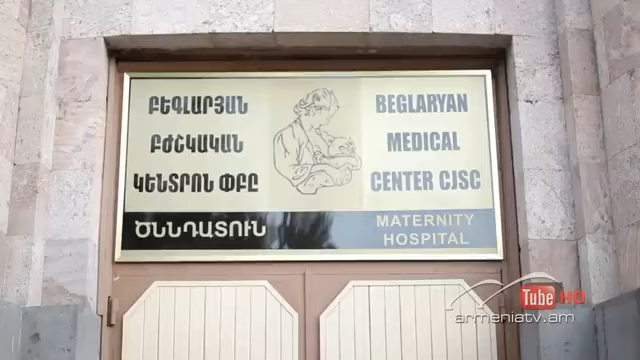 ԲԵԳԼԱՐՅԱՆ
ԲԺՇԿԱԿԱՆ
ԿԵՆՏՐՈՆ ՓԲԸ
ԾՆՆԴԱՏՈՒՆ
BEGLARYAN
MEDICAL
CENTER CJSC
MATERNITY
HOSPITAL
Tube HD
armeniatv.am